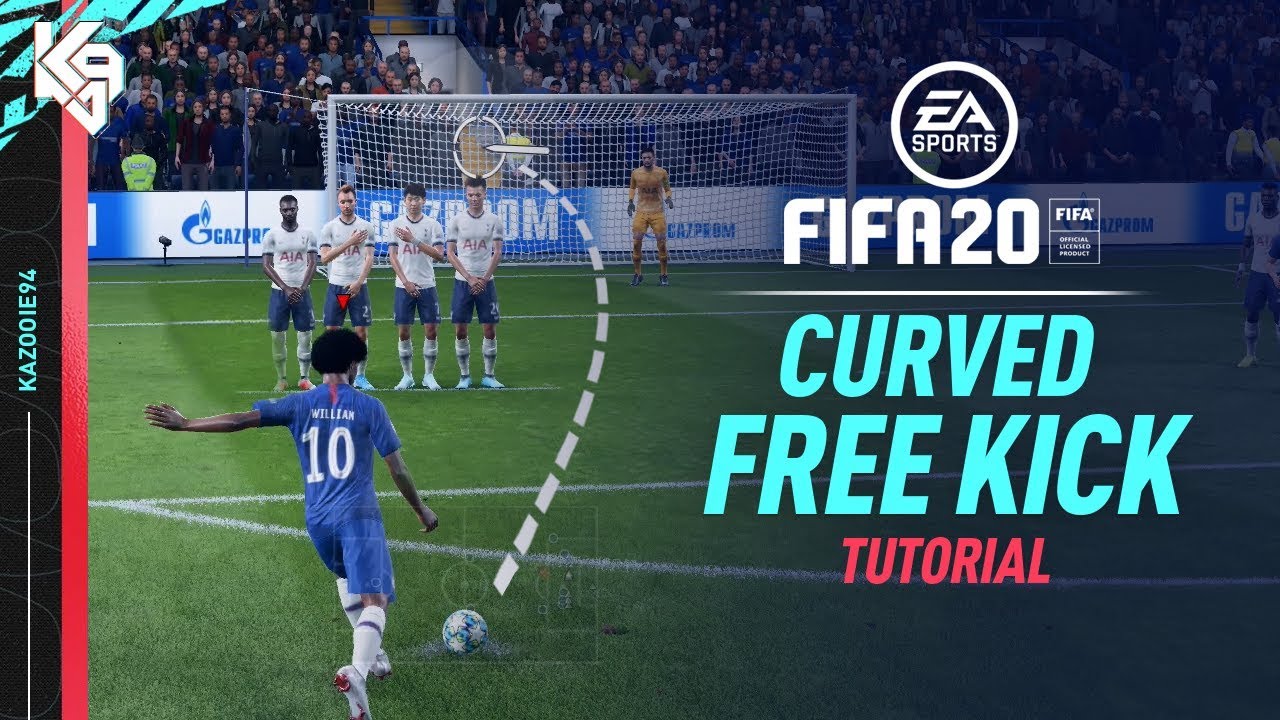 KAZOOIE94
EA
SPORTS
FIFA20
FIFA
OFFICIAL
LICENSED
PRODUCT
CURVED
FREE KICK
TUTORIAL
GAZPROM
GAZPROM
AIA
AIA
AIA
AIA
AIA
WILLIAN
10